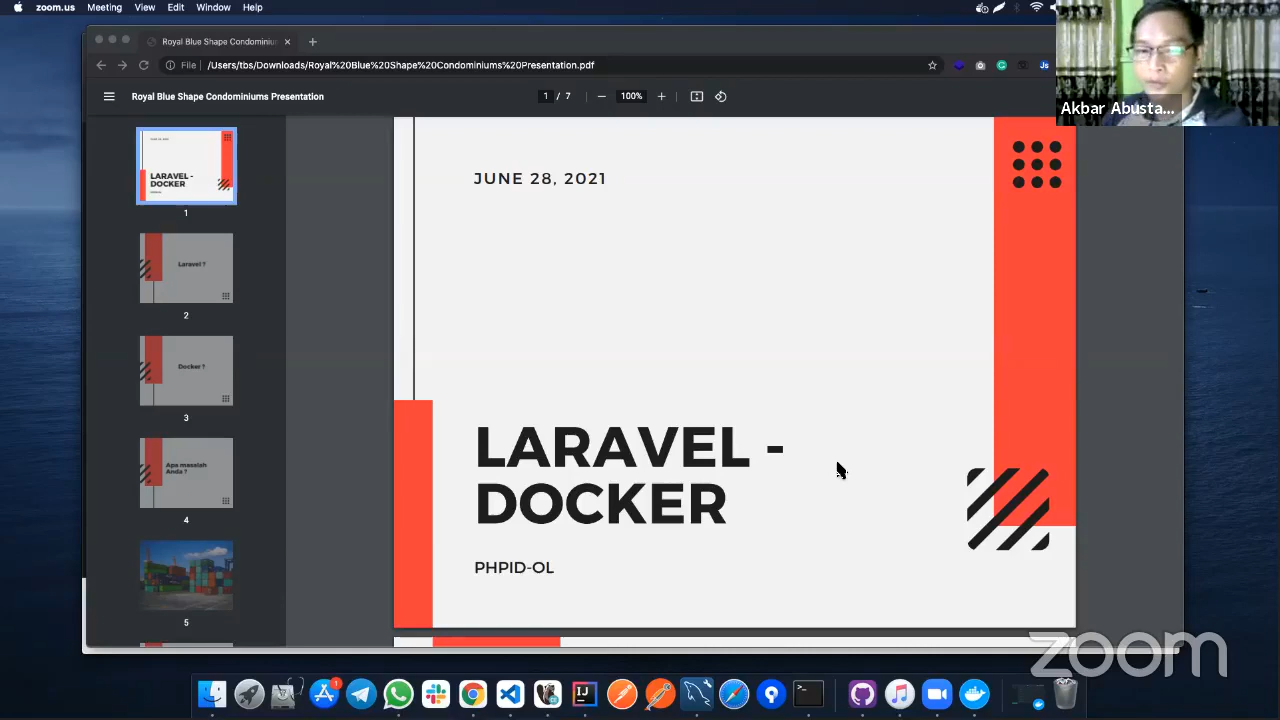 zoom.us Meeting View Edit Window Help
Royal Blue Shape Condominiu
File | /Users/tbs/Downloads/Royal%20Blue%20Shape%20Condominiums%20Presentation.pdf
Royal Blue Shape Condominiums Presentation
1 / 7
100%
Akbar Abusta...
LARAVEL -
DOCKER
1
Laravel ?
2
Docker ?
3
Apa masalah
Anda ?
4
5
JUNE 28, 2021
LARAVEL -
DOCKER
PHPID-OL
zoom